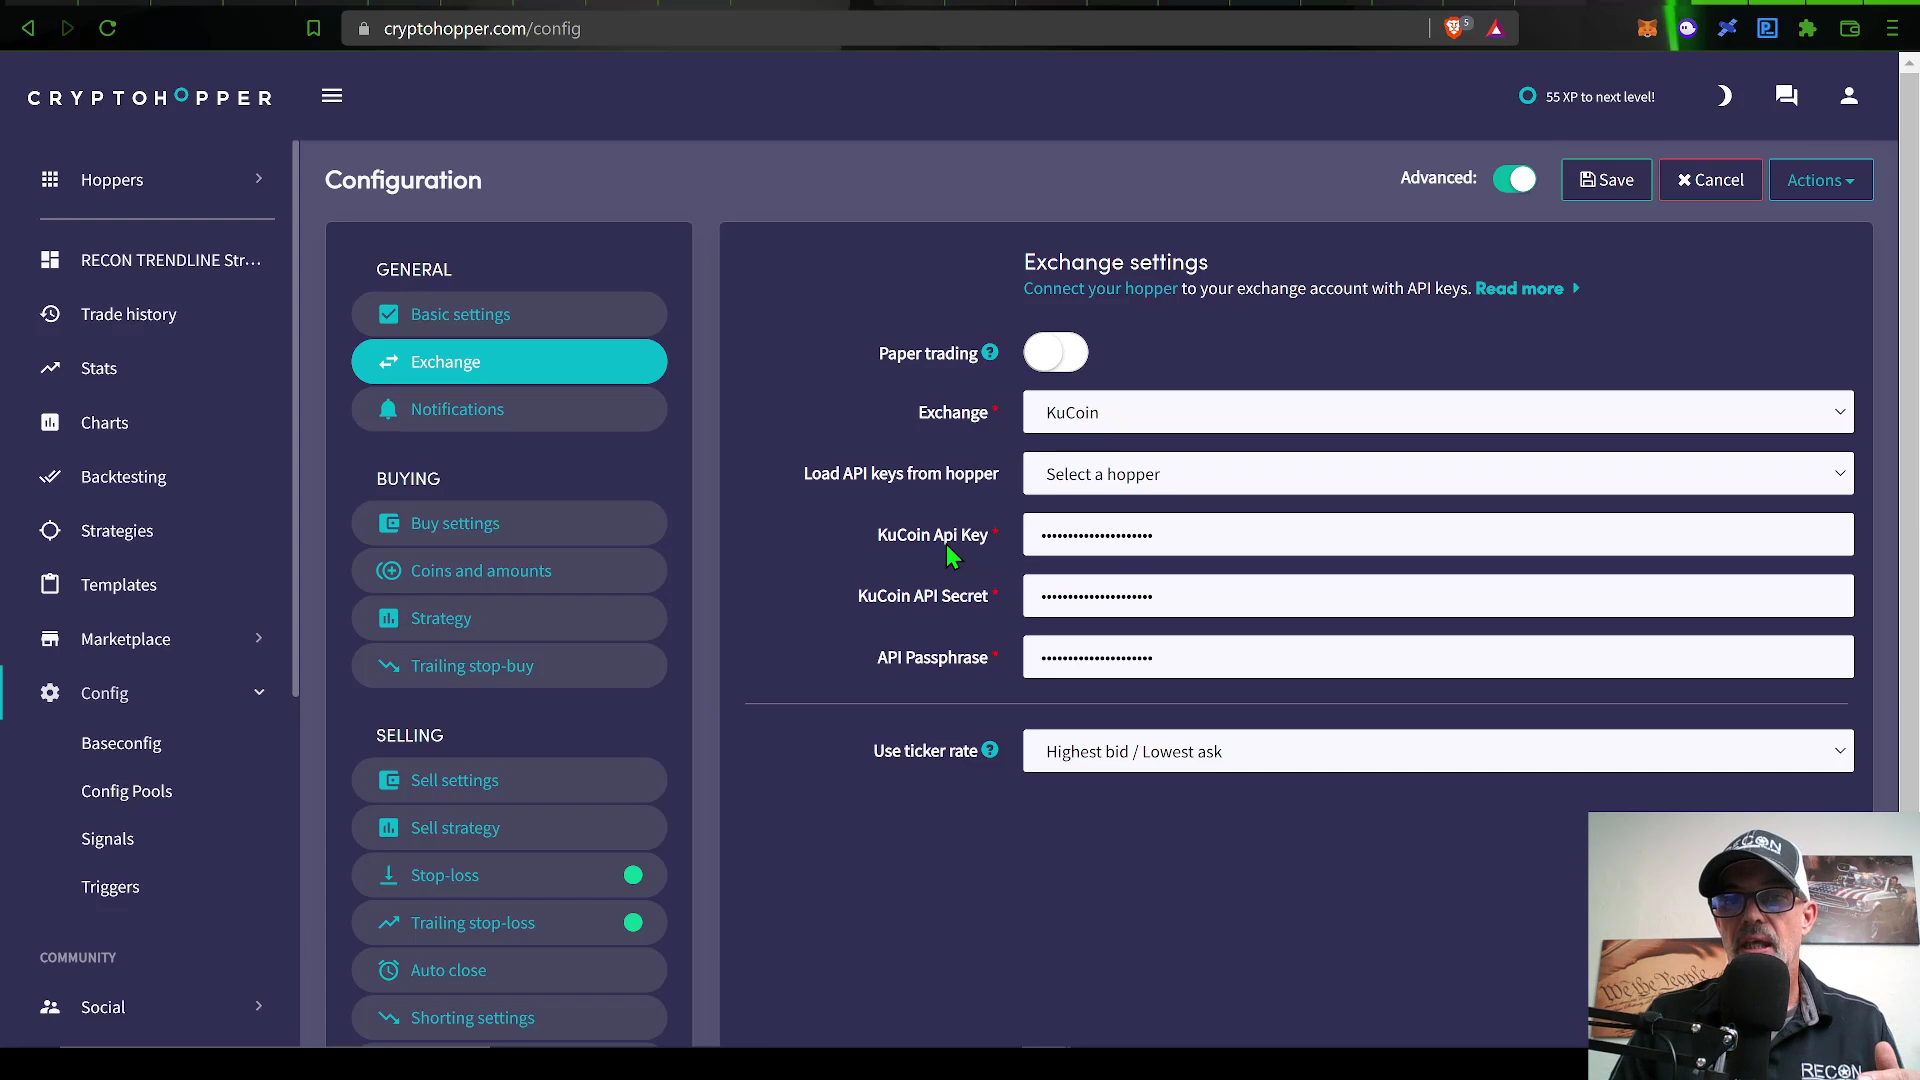 cryptohopper.com/config
5
CRYPTOHOPPER
55 XP to next level!
Hoppers
RECON TRENDLINE Str...
Trade history
Stats
Charts
Backtesting
Strategies
Templates
Marketplace
Config
Baseconfig
Config Pools
Signals
Triggers
COMMUNITY
Social
Configuration
Advanced:
Save
Cancel
Actions
GENERAL
Basic settings
Exchange
Notifications
BUYING
Buy settings
Coins and amounts
Strategy
Trailing stop-buy
SELLING
Sell settings
Sell strategy
Stop-loss
Trailing stop-loss
Auto close
Shorting settings
Exchange settings
Connect your hopper to your exchange account with API keys. Read more
Paper trading ?
Exchange *
KuCoin
Load API keys from hopper
Select a hopper
KuCoin Api Key *
•••••••••••••••••••••
KuCoin API Secret *
•••••••••••••••••••••
API Passphrase *
•••••••••••••••••••••
Use ticker rate ?
Highest bid / Lowest ask
RECON
We the People
RECON